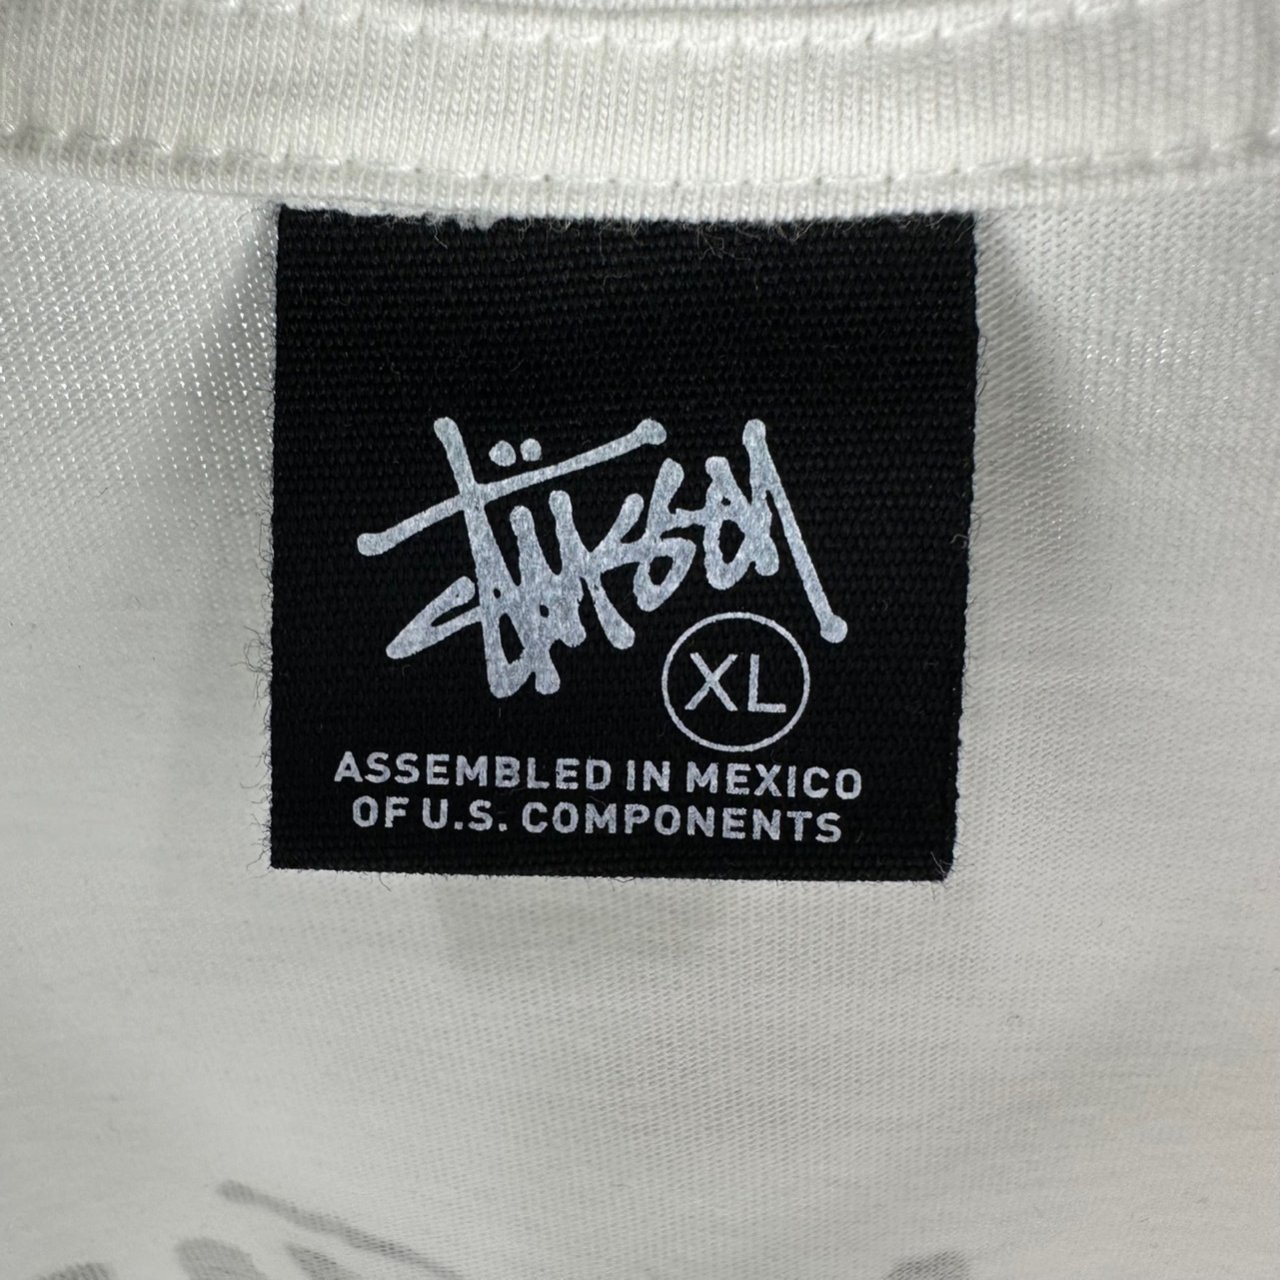 Stüssy
XL
ASSEMBLED IN MEXICO
OF U.S. COMPONENTS